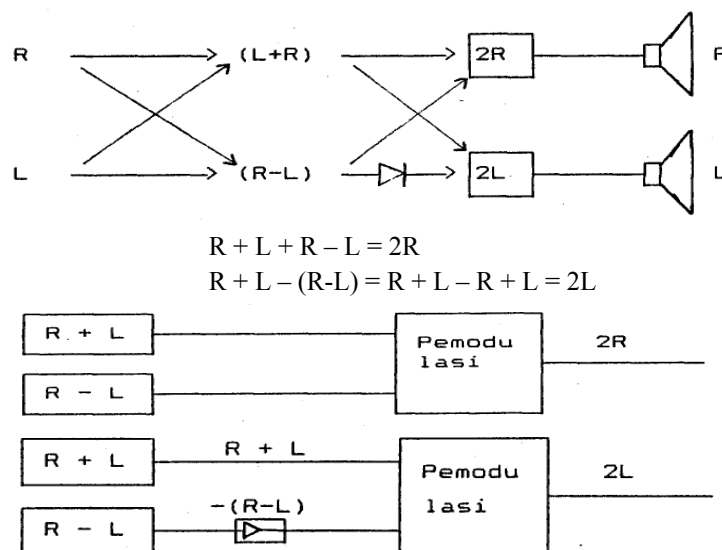 R (L+R) 2R R
L (R-L) 2L L
R + L + R – L = 2R
R + L – (R-L) = R + L – R + L = 2L
R + L
Pemodu
lasi
2R
R - L
R + L
R + L
Pemodu
lasi
2L
-(R-L)
R - L